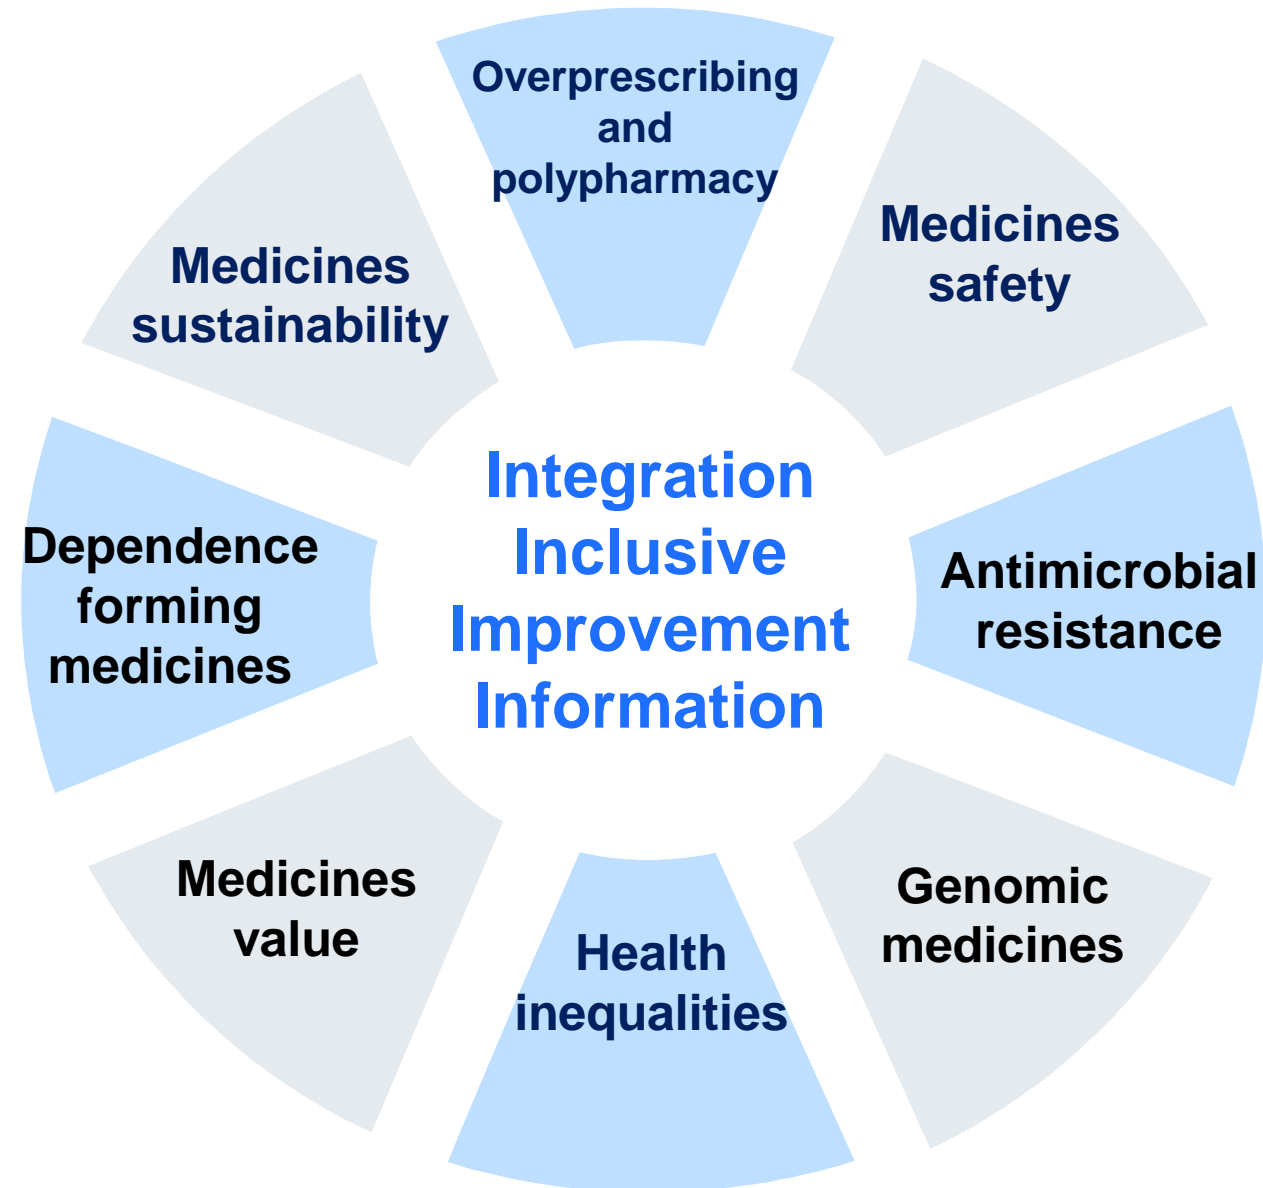 Overprescribing
and
polypharmacy
Medicines
safety
Medicines
sustainability
Integration
Inclusive
Improvement
Information
Dependence
forming
medicines
Antimicrobial
resistance
Medicines
value
Genomic
medicines
Health
inequalities